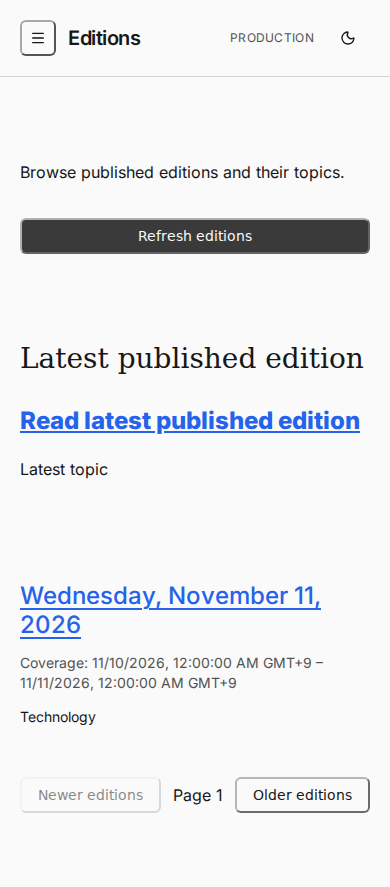 Editions
PRODUCTION
Browse published editions and their topics.
Refresh editions
Latest published edition
Read latest published edition
Latest topic
Wednesday, November 11,
2026
Coverage: 11/10/2026, 12:00:00 AM GMT+9 –
11/11/2026, 12:00:00 AM GMT+9
Technology
Newer editions
Page 1
Older editions